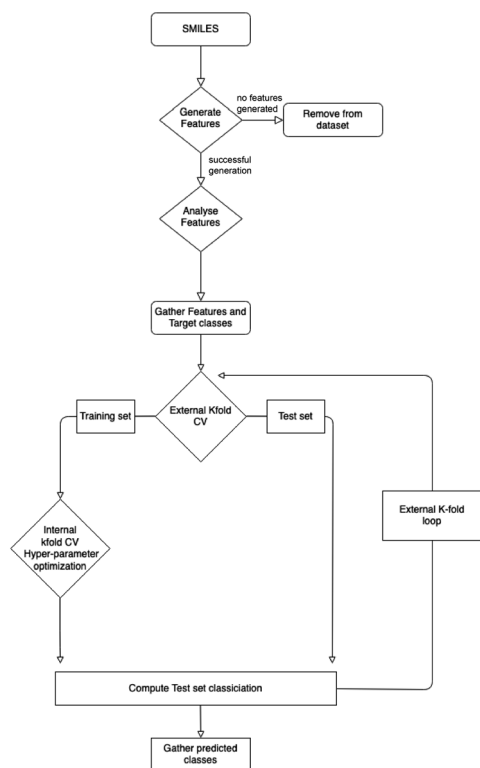 SMILES
no features
generated
Generate
Features
Remove from
dataset
successful
generation
Analyse
Features
Gather Features and
Target classes
Training set
External Kfold
CV
Test set
External K-fold
loop
Internal
kfold CV
Hyper-parameter
optimization
Compute Test set classiciation
Gather predicted
classes